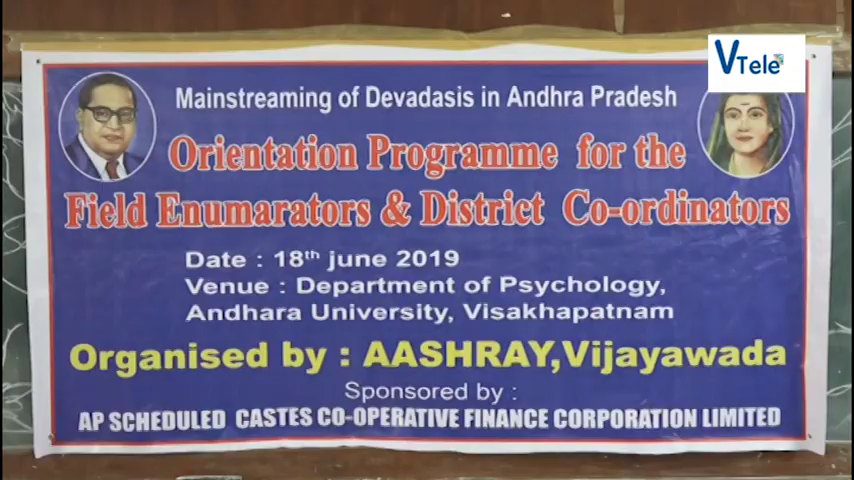 VTele
Mainstreaming of Devadasis in Andhra Pradesh
Orientation Programme for the
Field Enumarators & District Co-ordinators
Date : 18th june 2019
Venue : Department of Psychology,
Andhara University, Visakhapatnam
Organised by : AASHRAY,Vijayawada
Sponsored by :
AP SCHEDULED CASTES CO-OPERATIVE FINANCE CORPORATION LIMITED